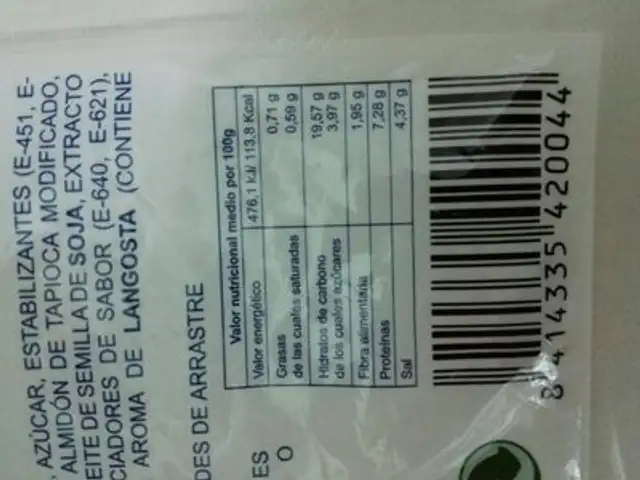 , AZÚCAR, ESTABILIZANTES (E-451, E-
ALMIDÓN DE TAPIOCA MODIFICADO,
EITE DE SEMILLA DE SOJA, EXTRACTO
CIADORES DE SABOR (E-640, E-621),
AROMA DE LANGOSTA (CONTIENE
DES DE ARRASTRE
ES
O
Valor nutricional medio por 100g
Valor energético 476,1 kJ/ 113,8 Kcal
Grasas 0,71 g
de las cuales saturadas 0,59 g
Hidratos de carbono 19,57 g
de los cuales azúcares 3,97 g
Fibra alimentaria 1,95 g
Proteínas 7,28 g
Sal 4,37 g
8 414335 420044